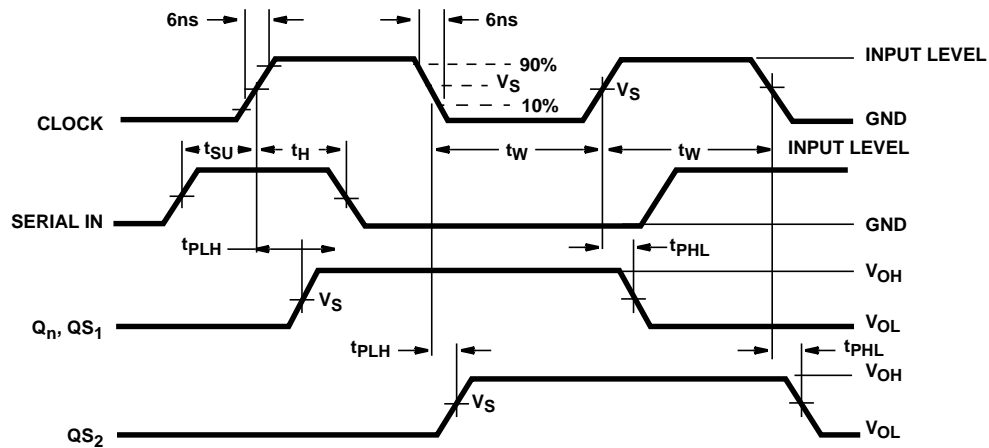 6ns 6ns
INPUT LEVEL
90%
VS
10%
VS
CLOCK
GND
tSU tH tW tW INPUT LEVEL
SERIAL IN
GND
tPLH tPHL
VOH
VS
Qn, QS1
VOL
tPLH tPHL
VOH
VS
QS2
VOL